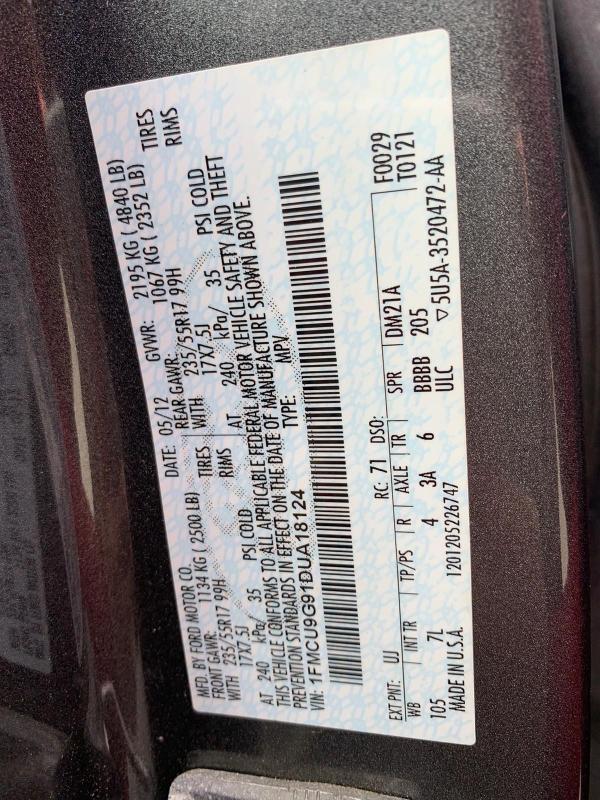 MFD. BY FORD MOTOR CO. DATE: 05/12 GVWR: 2195 KG ( 4840 LB)
FRONT GAWR: 1134 KG ( 2500 LB) REAR GAWR: 1067 KG ( 2352 LB)
WITH 235/55R17 99H TIRES WITH 235/55R17 99H TIRES
17X7.5J RIMS 17X7.5J RIMS
AT 240 kPa/ 35 PSI COLD AT 240 kPa/ 35 PSI COLD
THIS VEHICLE CONFORMS TO ALL APPLICABLE FEDERAL MOTOR VEHICLE SAFETY AND THEFT
PREVENTION STANDARDS IN EFFECT ON THE DATE OF MANUFACTURE SHOWN ABOVE.
VIN: 1FMCU9G91DUA18124 TYPE: MPV
EXT PNT: UJ RC: 71 DSO: F0029
WB INT TR TP/PS R AXLE TR SPR DM21A T0121
105 7L 4 3A 6 BBBB 205
MADE IN U.S.A. ULC ▽5U5A-3520472-AA
1201205226747